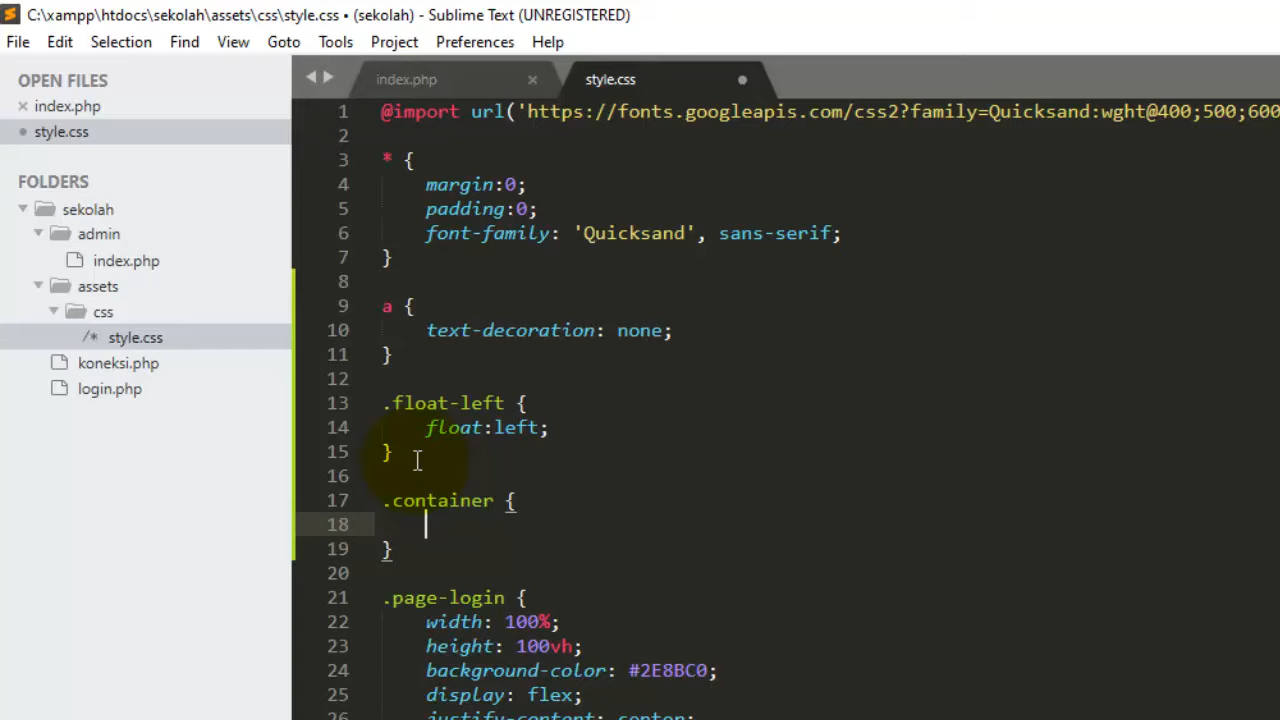 C:\xampp\htdocs\sekolah\assets\css\style.css • (sekolah) - Sublime Text (UNREGISTERED)
File Edit Selection Find View Goto Tools Project Preferences Help
OPEN FILES
× index.php
• style.css
FOLDERS
sekolah
admin
index.php
assets
css
/* style.css
koneksi.php
login.php
index.php × style.css •
1 @import url('https://fonts.googleapis.com/css2?family=Quicksand:wght@400;500;600
2
3 * {
4 margin:0;
5 padding:0;
6 font-family: 'Quicksand', sans-serif;
7 }
8
9 a {
10 text-decoration: none;
11 }
12
13 .float-left {
14 float:left;
15 }
16
17 .container {
18
19 }
20
21 .page-login {
22 width: 100%;
23 height: 100vh;
24 background-color: #2E8BC0;
25 display: flex;
26 justify-content: center;